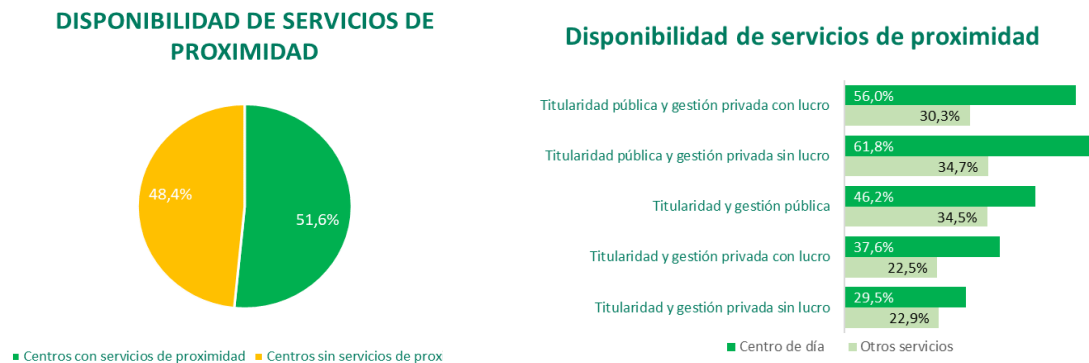 DISPONIBILIDAD DE SERVICIOS DE
PROXIMIDAD
48,4%
51,6%
Centros con servicios de proximidad
Centros sin servicios de prox
Disponibilidad de servicios de proximidad
Titularidad pública y gestión privada con lucro
56,0%
30,3%
Titularidad pública y gestión privada sin lucro
61,8%
34,7%
Titularidad y gestión pública
46,2%
34,5%
Titularidad y gestión privada con lucro
37,6%
22,5%
Titularidad y gestión privada sin lucro
29,5%
22,9%
Centro de día
Otros servicios